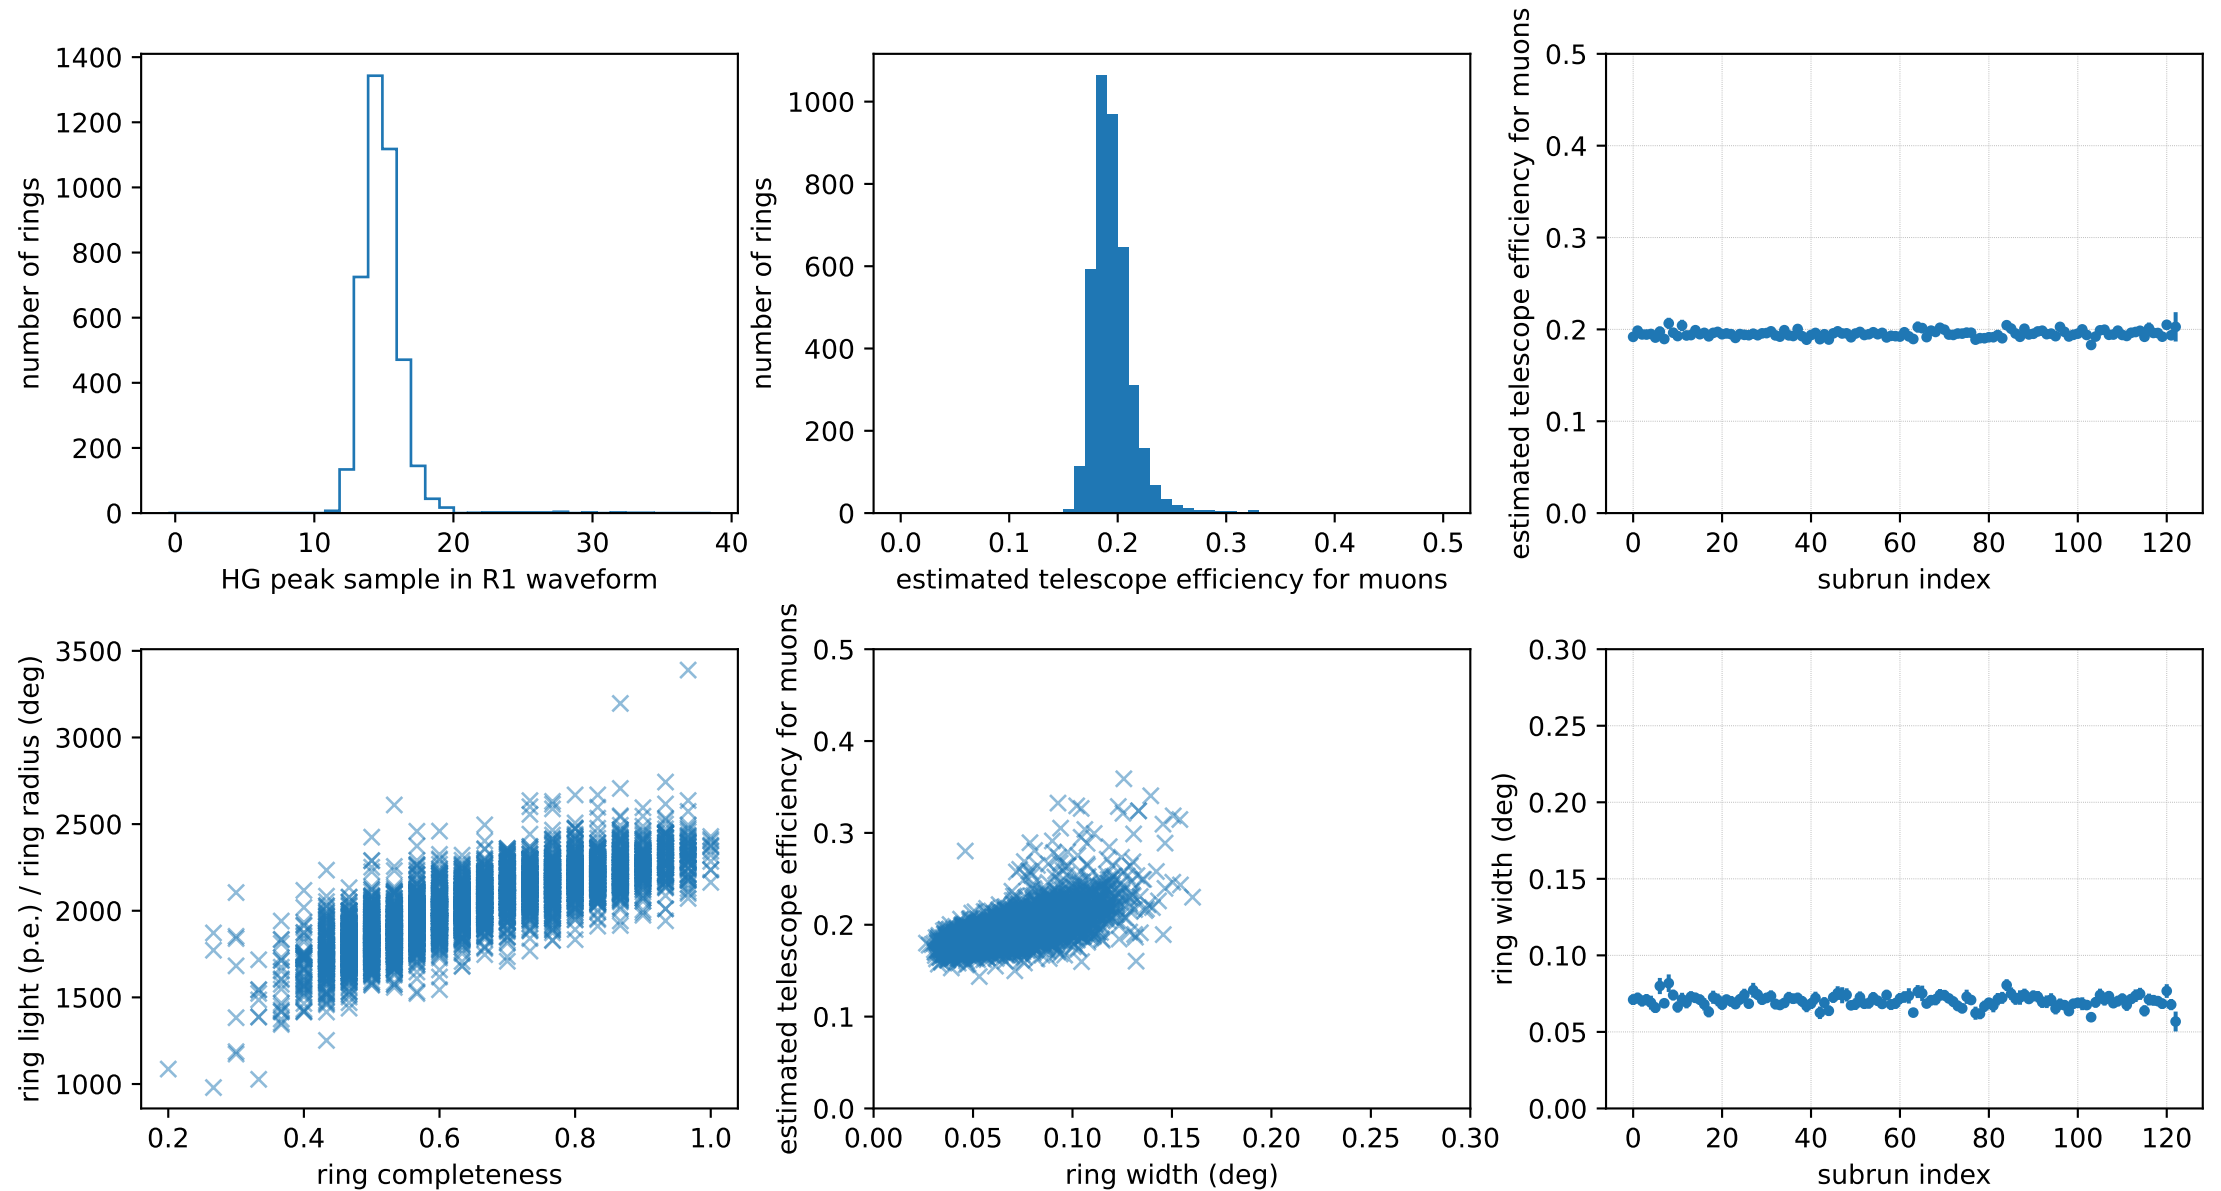 1400
1200
1000
800
600
400
200
0
number of rings
0 10 20 30 40
HG peak sample in R1 waveform
1000
800
600
400
200
0
number of rings
0.0 0.1 0.2 0.3 0.4 0.5
estimated telescope efficiency for muons
0.5
0.4
0.3
0.2
0.1
0.0
estimated telescope efficiency for muons
0 20 40 60 80 100 120
subrun index
3500
3000
2500
2000
1500
1000
ring light (p.e.) / ring radius (deg)
0.2 0.4 0.6 0.8 1.0
ring completeness
0.5
0.4
0.3
0.2
0.1
0.0
estimated telescope efficiency for muons
0.00 0.05 0.10 0.15 0.20 0.25 0.30
ring width (deg)
0.30
0.25
0.20
0.15
0.10
0.05
0.00
ring width (deg)
0 20 40 60 80 100 120
subrun index